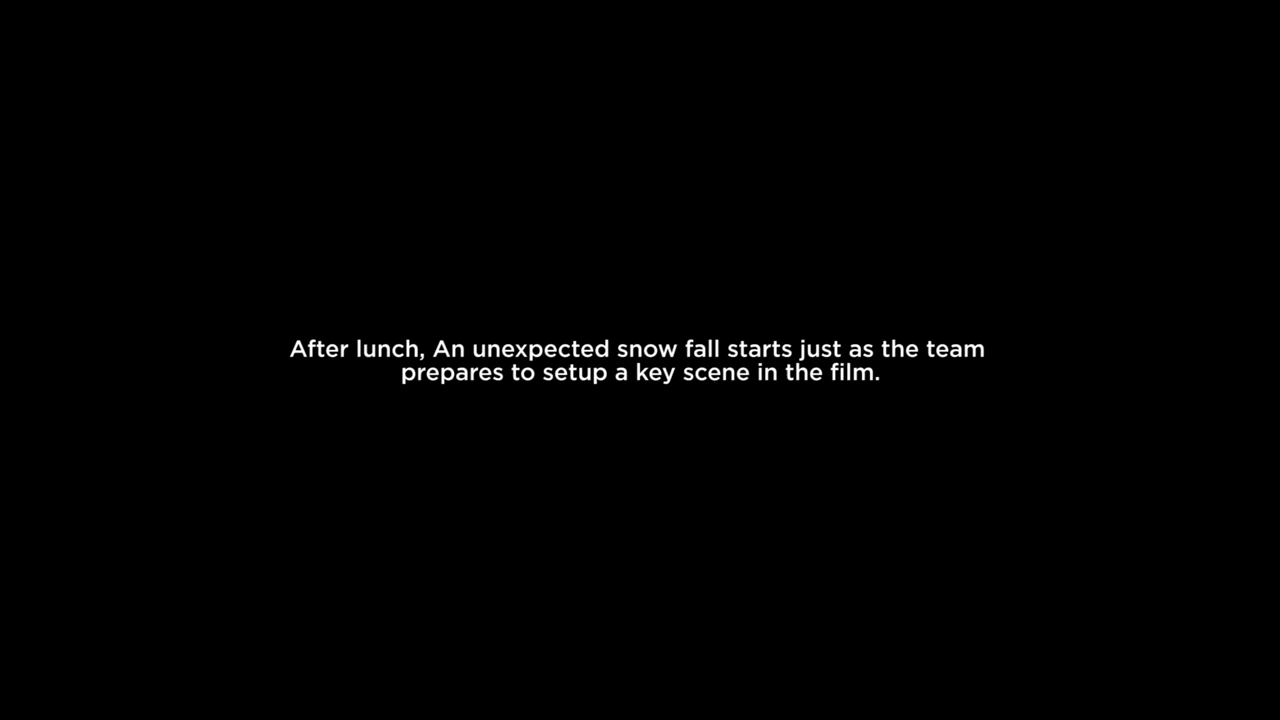 After lunch, An unexpected snow fall starts just as the team
prepares to setup a key scene in the film.